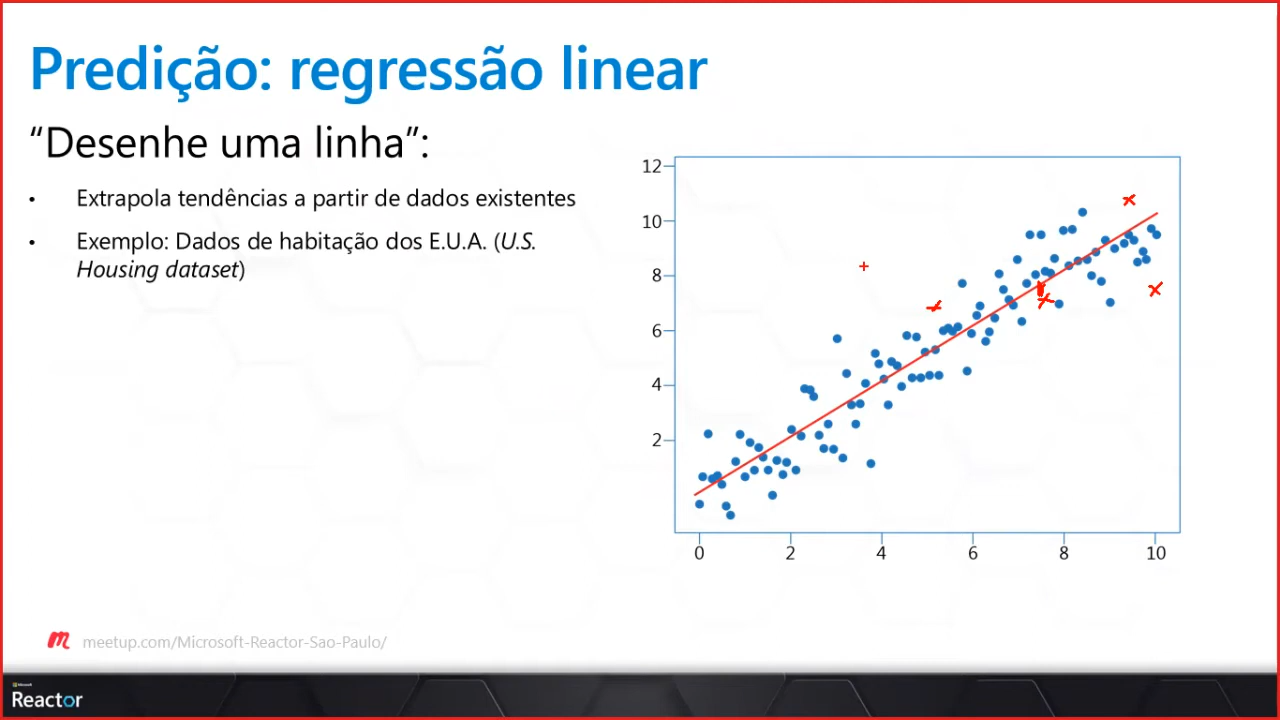 Predição: regressão linear
“Desenhe uma linha”:
• Extrapola tendências a partir de dados existentes
• Exemplo: Dados de habitação dos E.U.A. (U.S.
Housing dataset)
12
10
8
6
4
2
0 2 4 6 8 10
m meetup.com/Microsoft-Reactor-Sao-Paulo/
Microsoft
Reactor